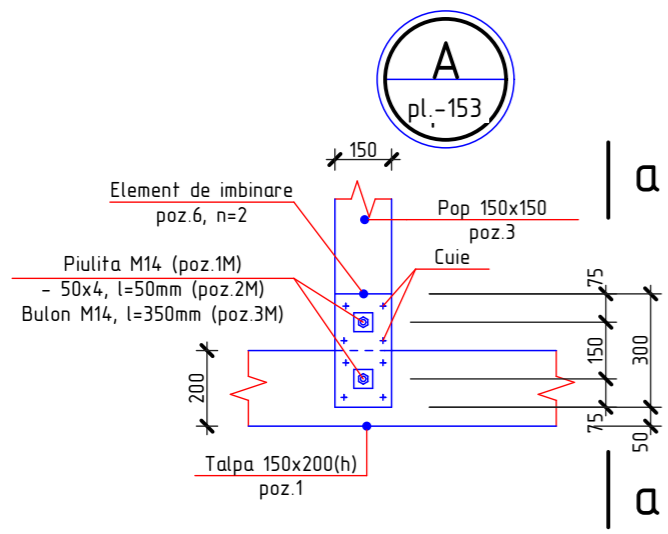 A
pl.-153
150
a
Element de imbinare
poz.6, n=2
Pop 150x150
poz.3
Piulita M14 (poz.1M)
- 50x4, l=50mm (poz.2M)
Bulon M14, l=350mm (poz.3M)
Cuie
75
150
300
200
75
50
Talpa 150x200(h)
poz.1
a